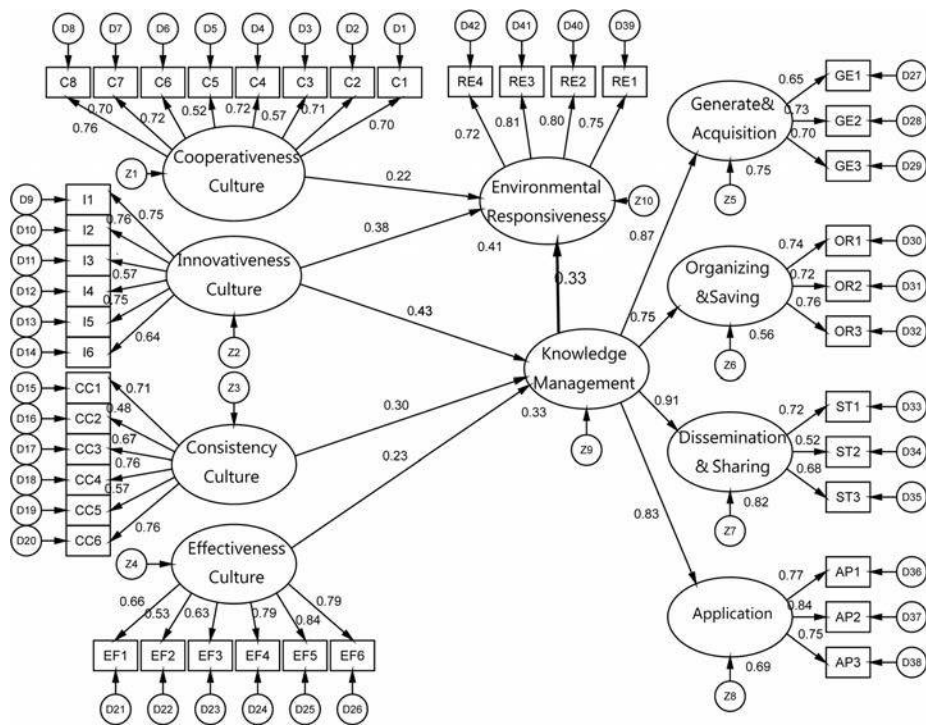 D8 D7 D6 D5 D4 D3 D2 D1
C8 C7 C6 C5 C4 C3 C2 C1
0.76 0.70 0.72 0.52 0.72 0.57 0.71 0.70
Z1
Cooperativeness
Culture
D42 D41 D40 D39
RE4 RE3 RE2 RE1
0.72 0.81 0.80 0.75
Environmental
Responsiveness
Z10
0.41
0.22
0.38
0.33
0.43
0.30
0.23
D9 I1 0.75
D10 I2 0.76
D11 I3 0.57
D12 I4 0.75
D13 I5
D14 I6 0.64
Innovativeness
Culture
Z2
Z3
D15 CC1 0.71
D16 CC2 0.48
D17 CC3 0.67
D18 CC4 0.76
D19 CC5 0.57
D20 CC6 0.76
Consistency
Culture
Z4
Effectiveness
Culture
0.66 0.53 0.63 0.79 0.84 0.79
EF1 EF2 EF3 EF4 EF5 EF6
D21 D22 D23 D24 D25 D26
Knowledge
Management
0.33
Z9
0.87
0.75
0.91
0.83
Generate&
Acquisition
0.75
Z5
0.65 GE1 D27
0.73 GE2 D28
0.70 GE3 D29
Organizing
&Saving
0.56
Z6
0.74 OR1 D30
0.72 OR2 D31
0.76 OR3 D32
Dissemination
& Sharing
0.82
Z7
0.72 ST1 D33
0.52 ST2 D34
0.68 ST3 D35
Application
0.69
Z8
0.77 AP1 D36
0.84 AP2 D37
0.75 AP3 D38